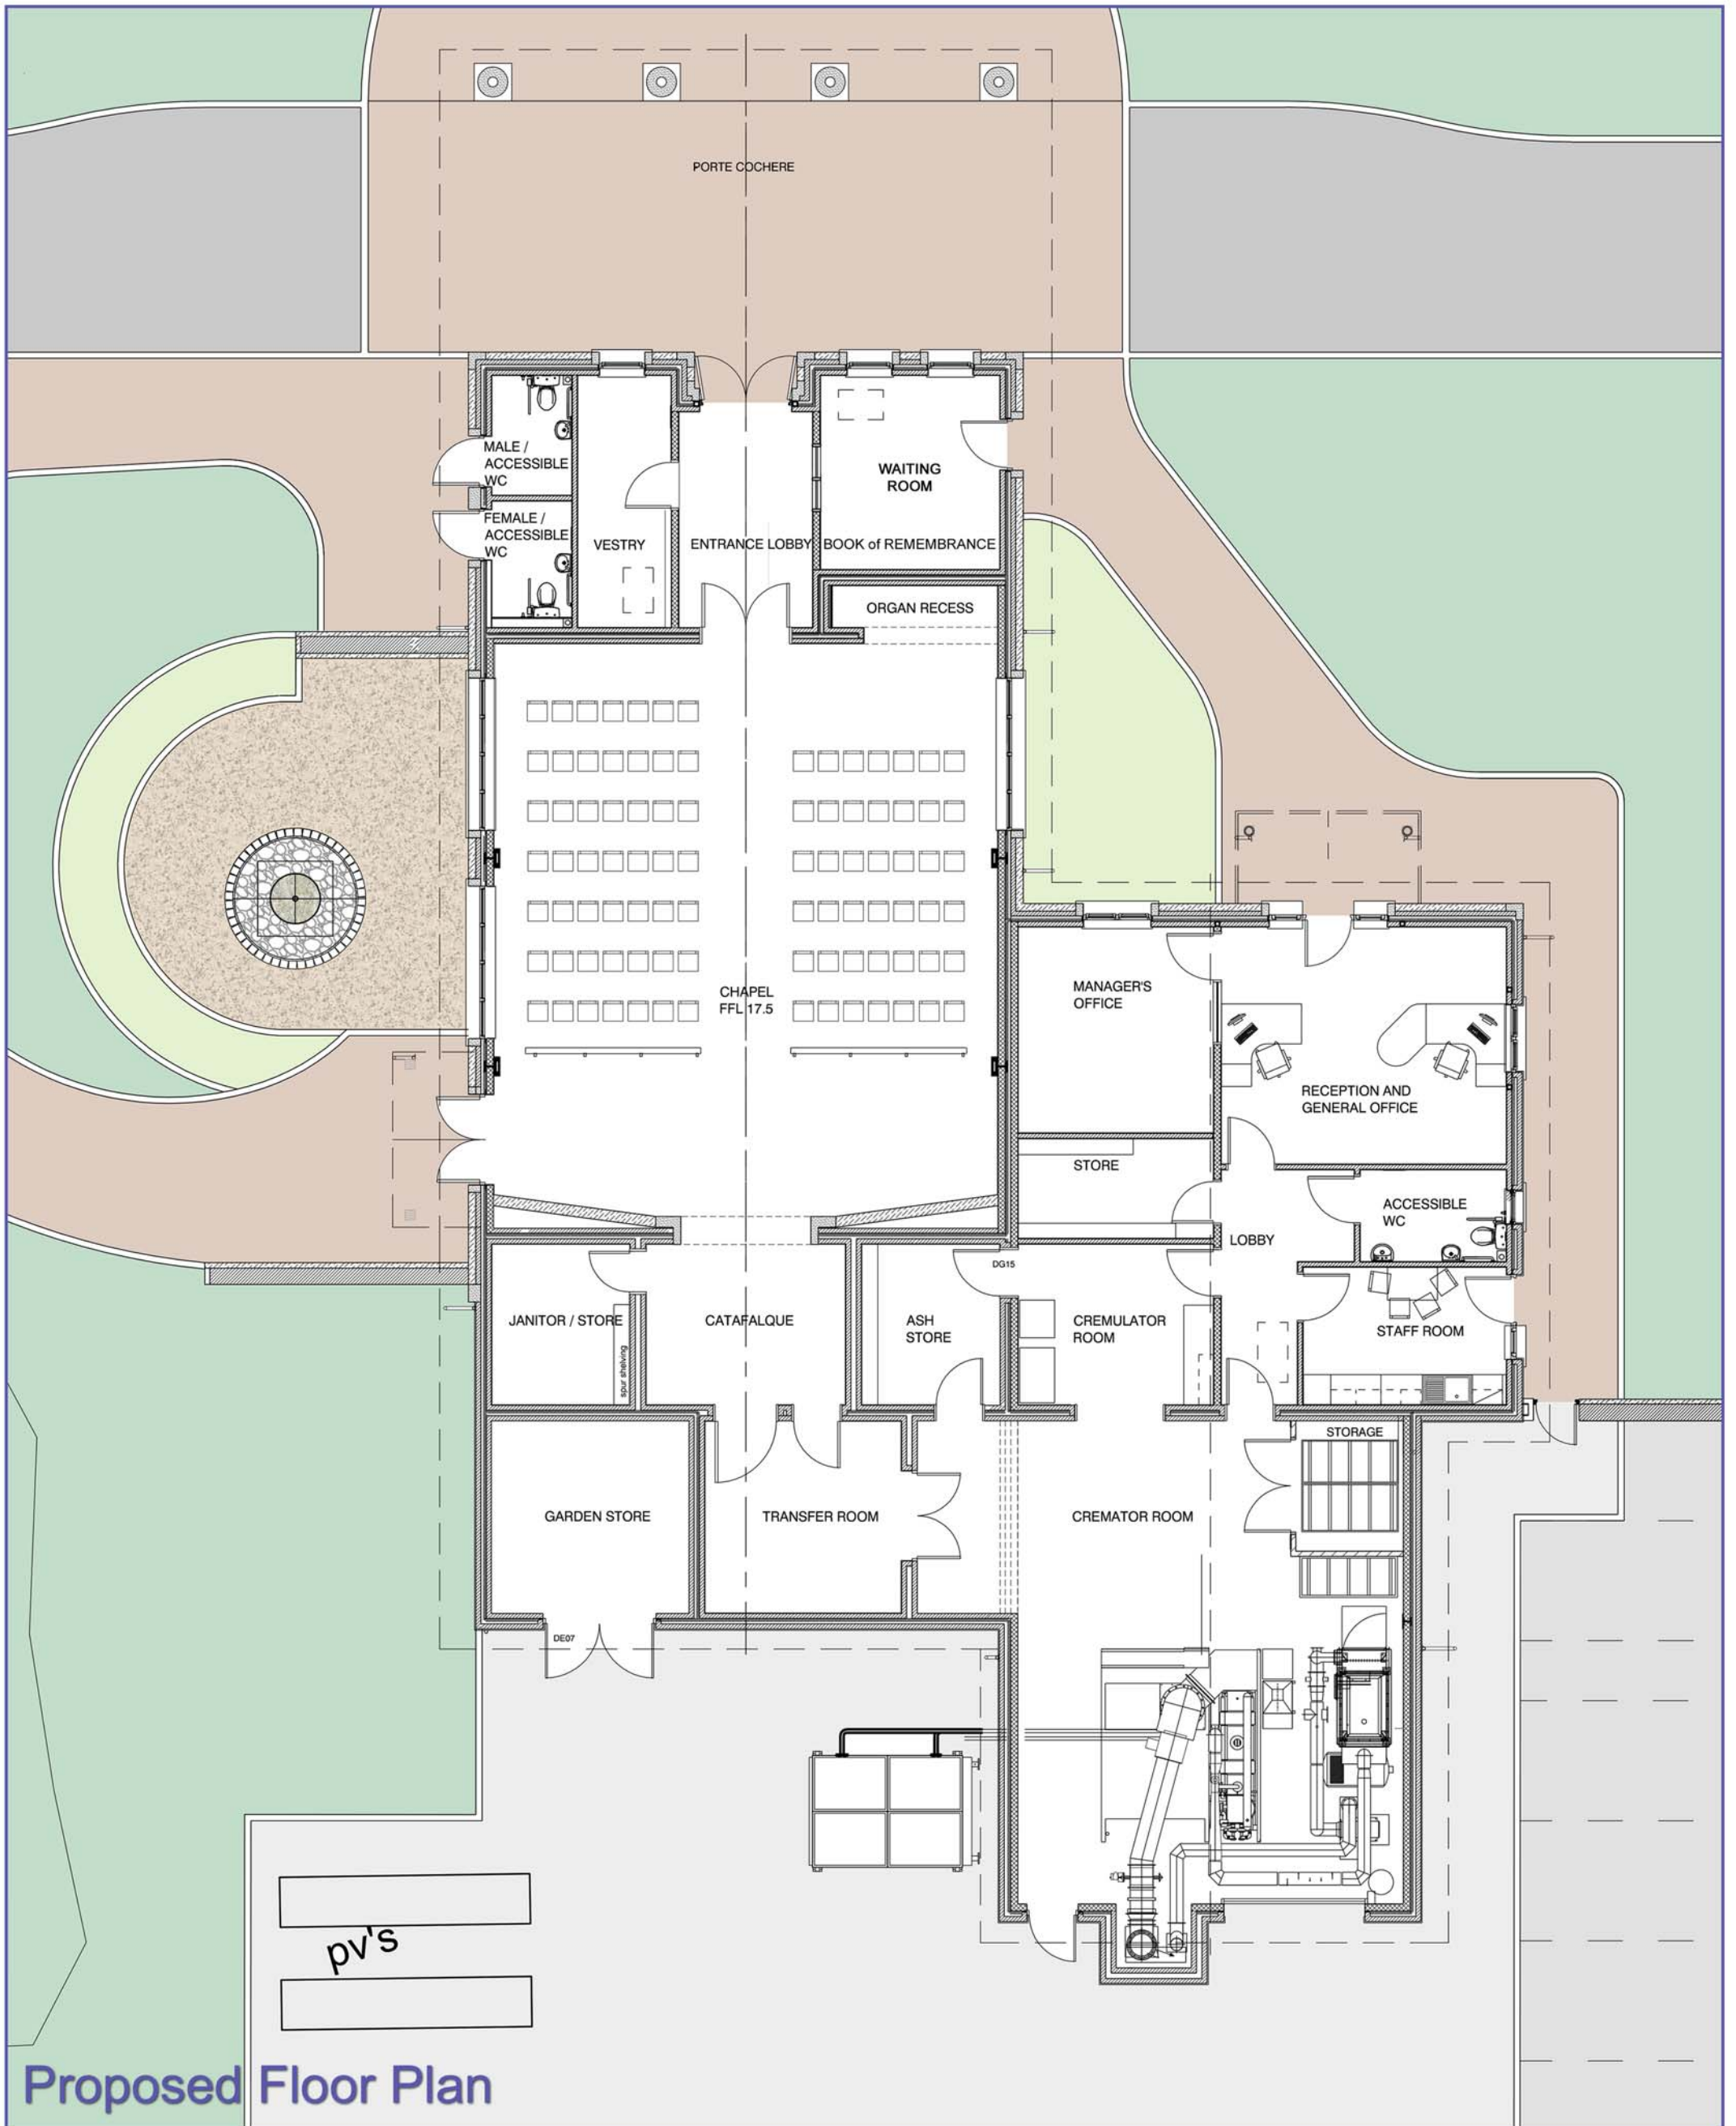 PORTE COCHERE
MALE /
ACCESSIBLE
WC
FEMALE /
ACCESSIBLE
WC
VESTRY
ENTRANCE LOBBY
WAITING
ROOM
BOOK of REMEMBRANCE
ORGAN RECESS
CHAPEL
FFL 17.5
MANAGER'S
OFFICE
RECEPTION AND
GENERAL OFFICE
STORE
ACCESSIBLE
WC
LOBBY
DG15
JANITOR / STORE
spur shelving
CATAFALQUE
ASH
STORE
CREMULATOR
ROOM
STAFF ROOM
STORAGE
GARDEN STORE
TRANSFER ROOM
CREMATOR ROOM
DE07
pv's
Proposed Floor Plan